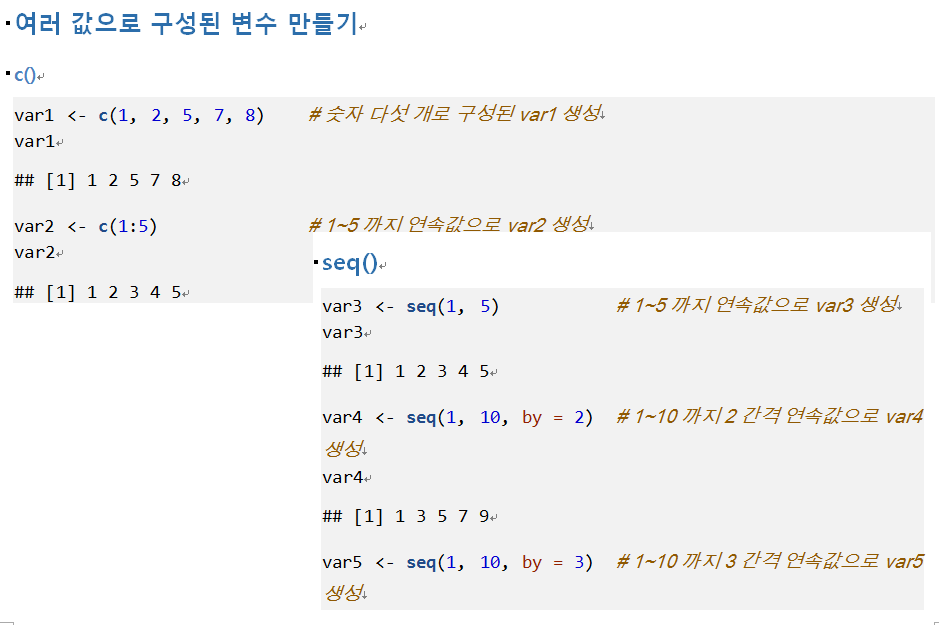 여러 값으로 구성된 변수 만들기
c()
var1 <- c(1, 2, 5, 7, 8) # 숫자 다섯 개로 구성된 var1 생성
var1
## [1] 1 2 5 7 8
var2 <- c(1:5) # 1~5 까지 연속값으로 var2 생성
var2
## [1] 1 2 3 4 5
seq()
var3 <- seq(1, 5) # 1~5 까지 연속값으로 var3 생성
var3
## [1] 1 2 3 4 5
var4 <- seq(1, 10, by = 2) # 1~10 까지 2 간격 연속값으로 var4
생성
var4
## [1] 1 3 5 7 9
var5 <- seq(1, 10, by = 3) # 1~10 까지 3 간격 연속값으로 var5
생성